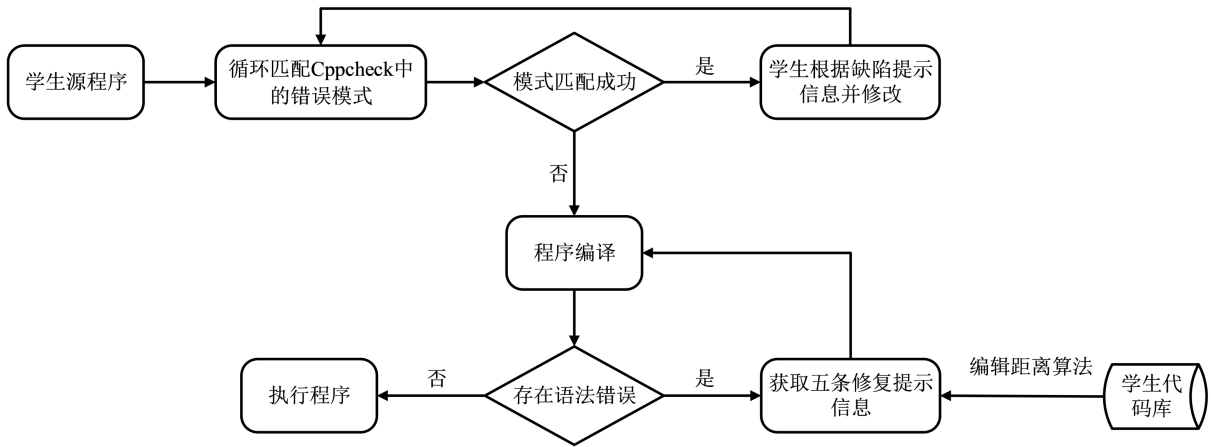 学生源程序
循环匹配Cppcheck中
的错误模式
模式匹配成功
是
学生根据缺陷提示
信息并修改
否
程序编译
执行程序
否
存在语法错误
是
获取五条修复提示
信息
编辑距离算法
学生代
码库